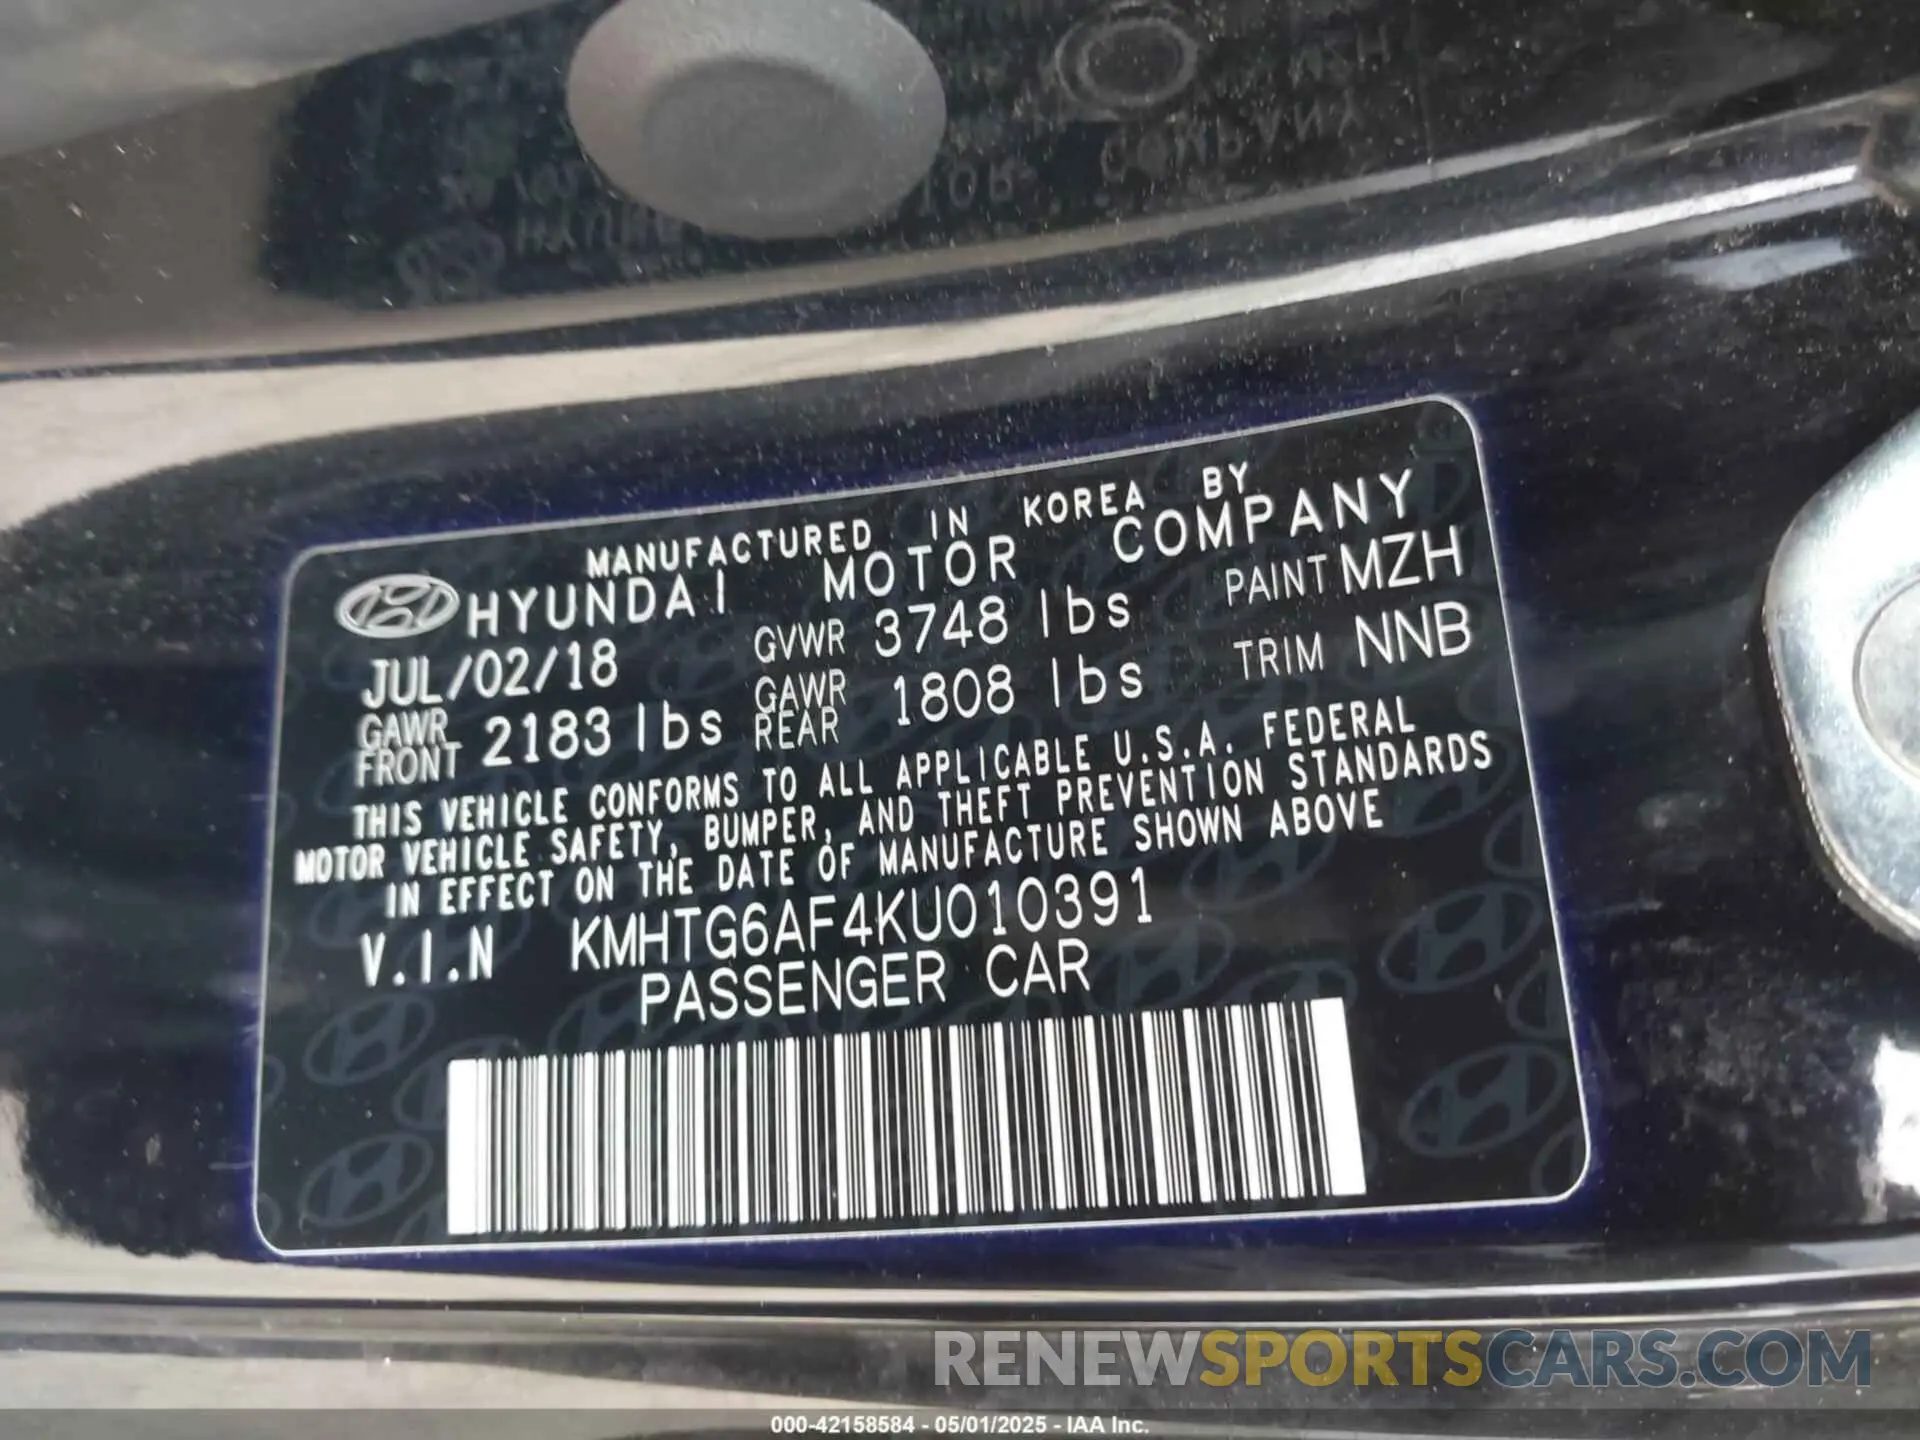 MANUFACTURED IN KOREA BY
HYUNDAI MOTOR COMPANY
JUL/02/18 GVWR 3748 lbs PAINT MZH
GAWR FRONT 2183 lbs GAWR REAR 1808 lbs TRIM NNB
THIS VEHICLE CONFORMS TO ALL APPLICABLE U.S.A. FEDERAL
MOTOR VEHICLE SAFETY, BUMPER, AND THEFT PREVENTION STANDARDS
IN EFFECT ON THE DATE OF MANUFACTURE SHOWN ABOVE
V.I.N KMHTG6AF4KU010391
PASSENGER CAR
RENEWSPORTSCARS.COM
000-42158584 - 05/01/2025 - IAA Inc.